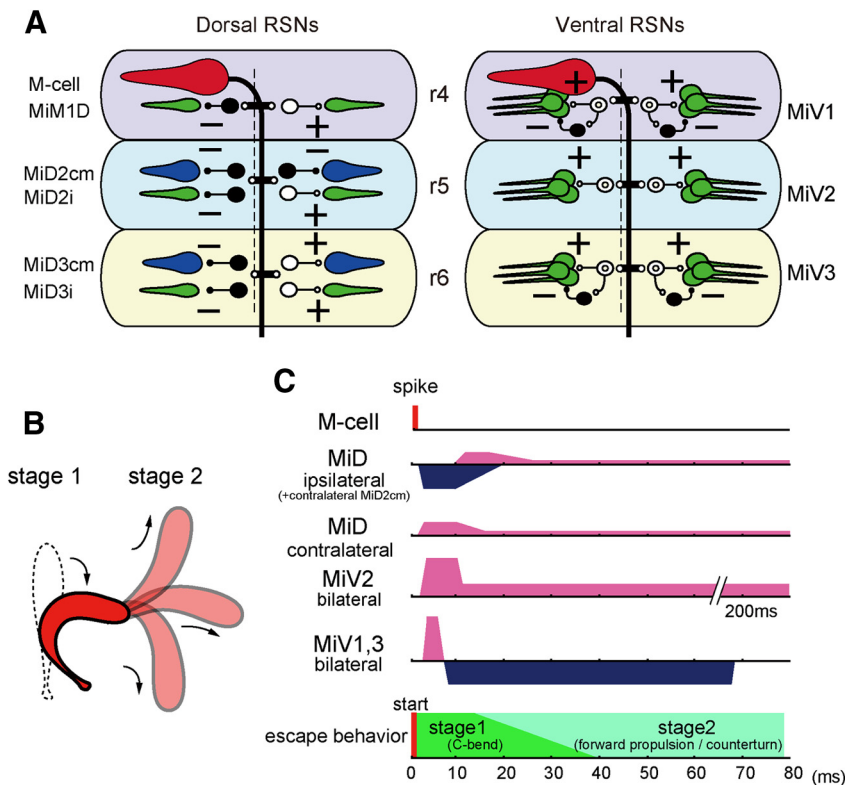 A
Dorsal RSNs
Ventral RSNs
M-cell
MiM1D
r4
MiV1
MiD2cm
MiD2i
r5
MiV2
MiD3cm
MiD3i
r6
MiV3
+
−
+
−
−
+
−
−
−
+
−
+
−
+
+
+
−
−
+
+
+
+
−
−
B
stage 1
stage 2
C
spike
M-cell
MiD
ipsilateral
(+contralateral MiD2cm)
MiD
contralateral
MiV2
bilateral
200ms
MiV1,3
bilateral
start
escape behavior
stage1
(C-bend)
stage2
(forward propulsion / counterturn)
0 10 20 30 40 50 60 70 80 (ms)